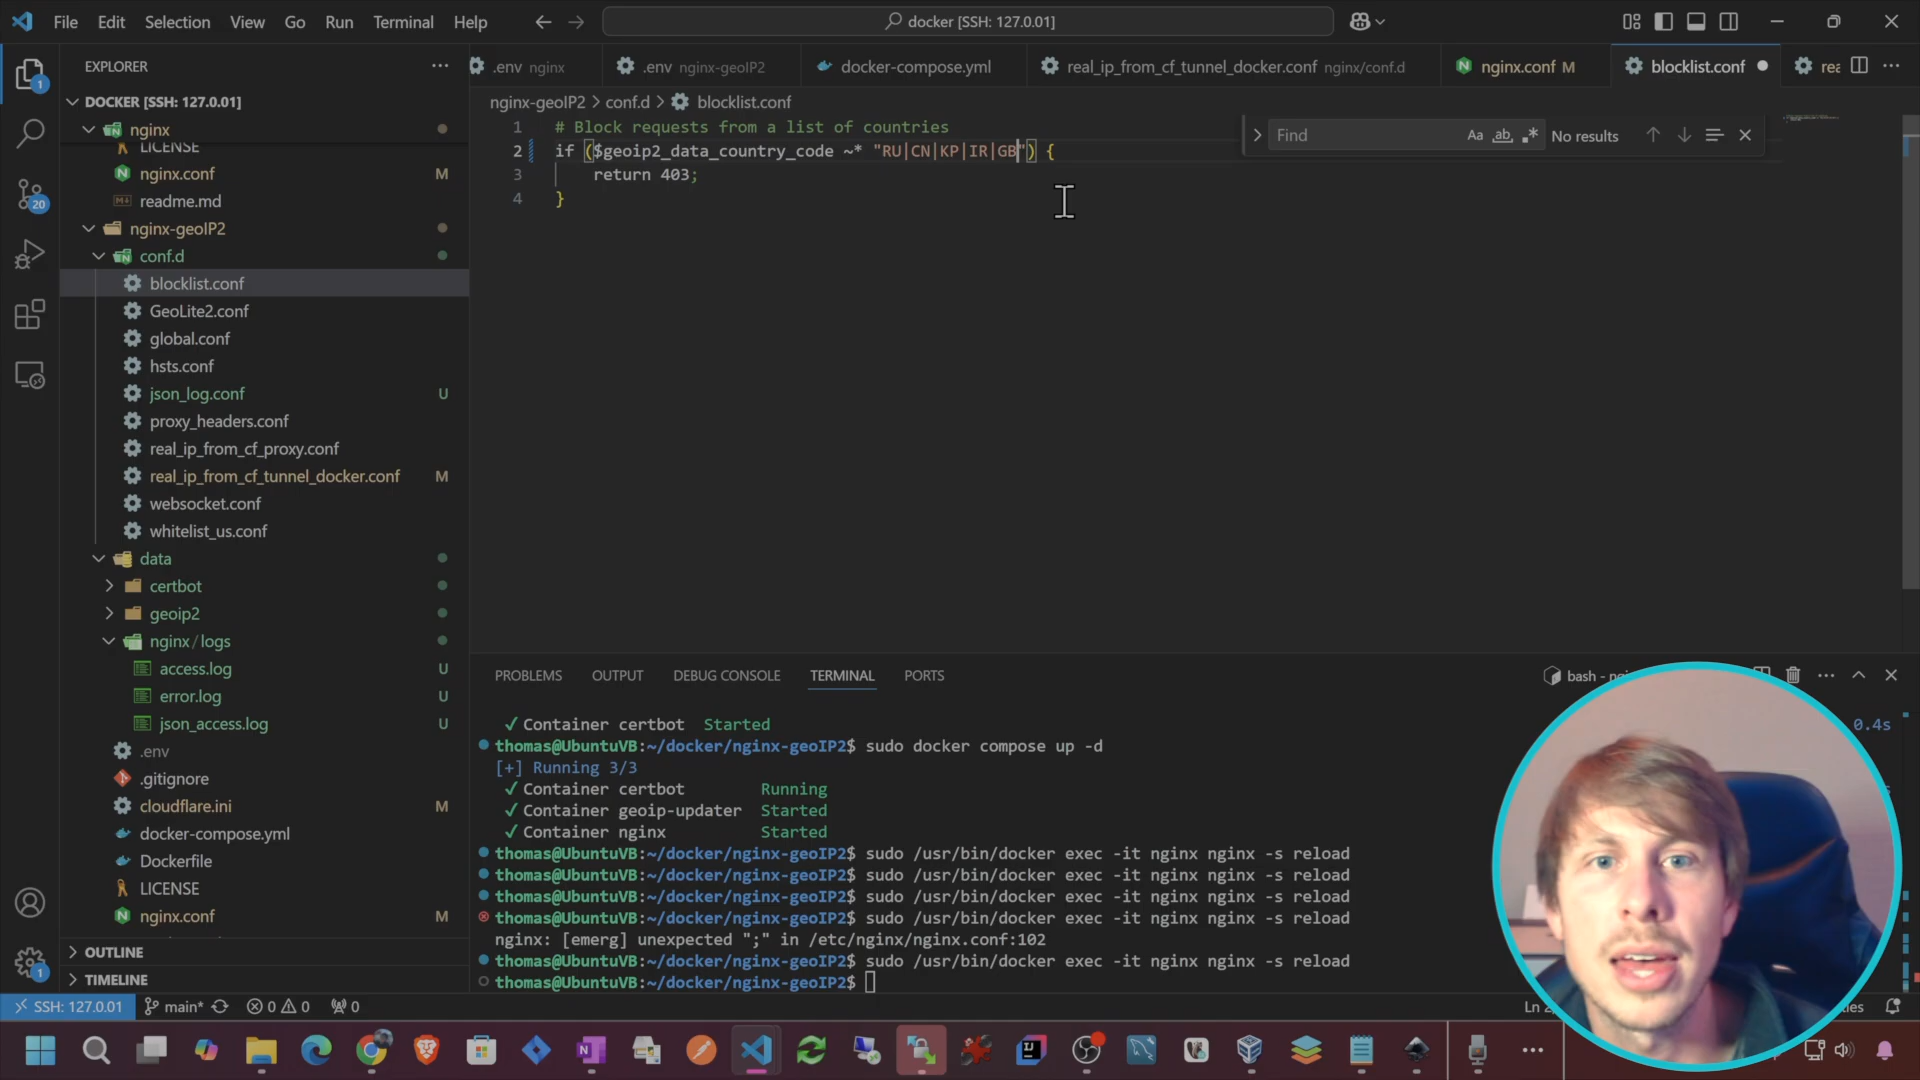 File Edit Selection View Go Run Terminal Help
docker [SSH: 127.0.01]
EXPLORER
DOCKER [SSH: 127.0.01]
nginx
LICENSE
nginx.conf M
readme.md
nginx-geoIP2
conf.d
blocklist.conf
GeoLite2.conf
global.conf
hsts.conf
json_log.conf U
proxy_headers.conf
real_ip_from_cf_proxy.conf
real_ip_from_cf_tunnel_docker.conf M
websocket.conf
whitelist_us.conf
data
certbot
geoip2
nginx/logs
access.log U
error.log U
json_access.log U
.env
.gitignore
cloudflare.ini M
docker-compose.yml
Dockerfile
LICENSE
nginx.conf M
OUTLINE
TIMELINE
1
20
1
.env nginx
.env nginx-geoIP2
docker-compose.yml
real_ip_from_cf_tunnel_docker.conf nginx/conf.d
nginx.conf M
blocklist.conf
nginx-geoIP2 > conf.d > blocklist.conf
Find Aa ab No results
1 # Block requests from a list of countries
2 if ($geoip2_data_country_code ~* "RU|CN|KP|IR|GB") {
3 return 403;
4 }
PROBLEMS OUTPUT DEBUG CONSOLE TERMINAL PORTS
✓ Container certbot Started 0.4s
thomas@UbuntuVB:~/docker/nginx-geoIP2$ sudo docker compose up -d
[+] Running 3/3
✓ Container certbot Running
✓ Container geoip-updater Started
✓ Container nginx Started
thomas@UbuntuVB:~/docker/nginx-geoIP2$ sudo /usr/bin/docker exec -it nginx nginx -s reload
thomas@UbuntuVB:~/docker/nginx-geoIP2$ sudo /usr/bin/docker exec -it nginx nginx -s reload
thomas@UbuntuVB:~/docker/nginx-geoIP2$ sudo /usr/bin/docker exec -it nginx nginx -s reload
thomas@UbuntuVB:~/docker/nginx-geoIP2$ sudo /usr/bin/docker exec -it nginx nginx -s reload
nginx: [emerg] unexpected ";" in /etc/nginx/nginx.conf:102
thomas@UbuntuVB:~/docker/nginx-geoIP2$ sudo /usr/bin/docker exec -it nginx nginx -s reload
thomas@UbuntuVB:~/docker/nginx-geoIP2$
bash -
SSH: 127.0.01 main* 0 0 0
Ln